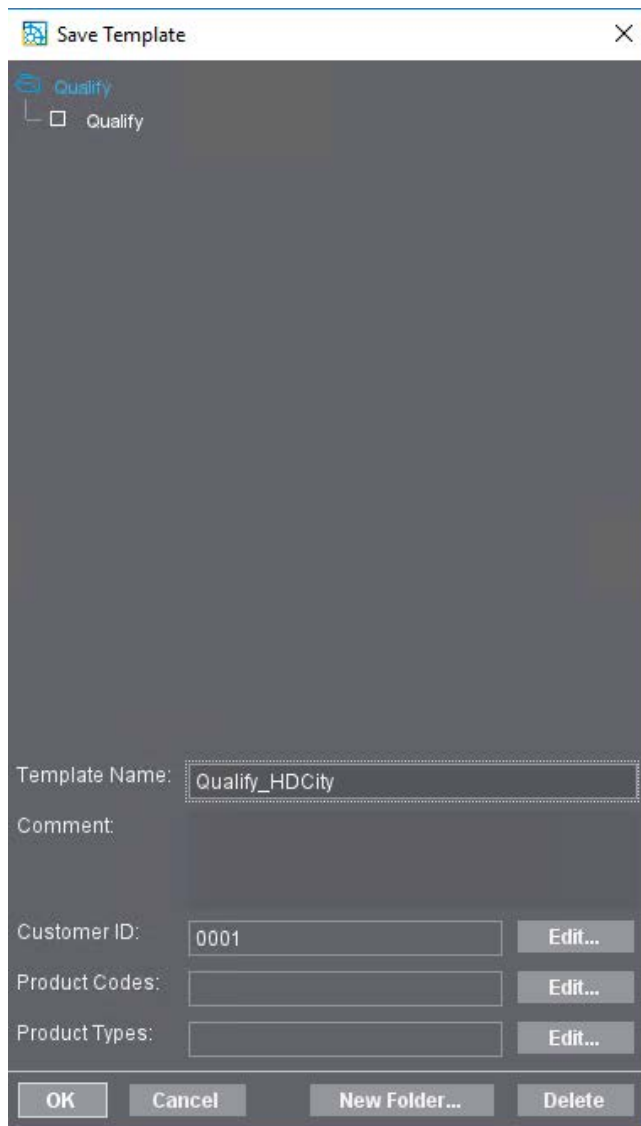 Save Template
Qualify
Qualify
Template Name: Qualify_HDCity
Comment:
Customer ID: 0001 Edit...
Product Codes: Edit...
Product Types: Edit...
OK Cancel New Folder... Delete